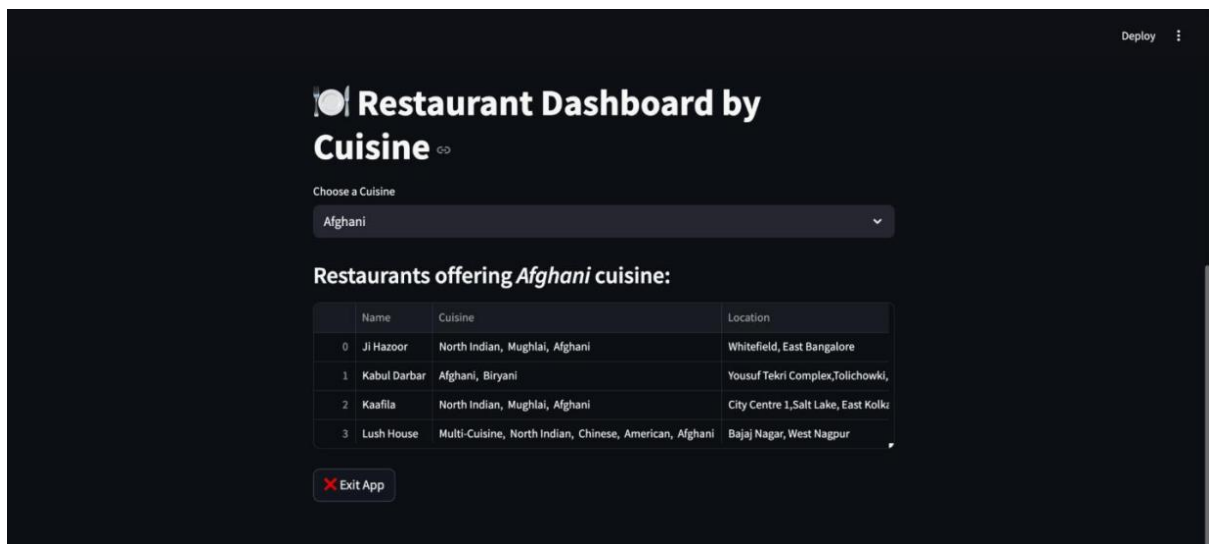 Deploy
Restaurant Dashboard by
Cuisine
Choose a Cuisine
Afghani
Restaurants offering Afghani cuisine:
Name Cuisine Location
0 Ji Hazoor North Indian, Mughlai, Afghani Whitefield, East Bangalore
1 Kabul Darbar Afghani, Biryani Yousuf Tekri Complex,Tolichowki,
2 Kaafila North Indian, Mughlai, Afghani City Centre 1,Salt Lake, East Kolka
3 Lush House Multi-Cuisine, North Indian, Chinese, American, Afghani Bajaj Nagar, West Nagpur
Exit App